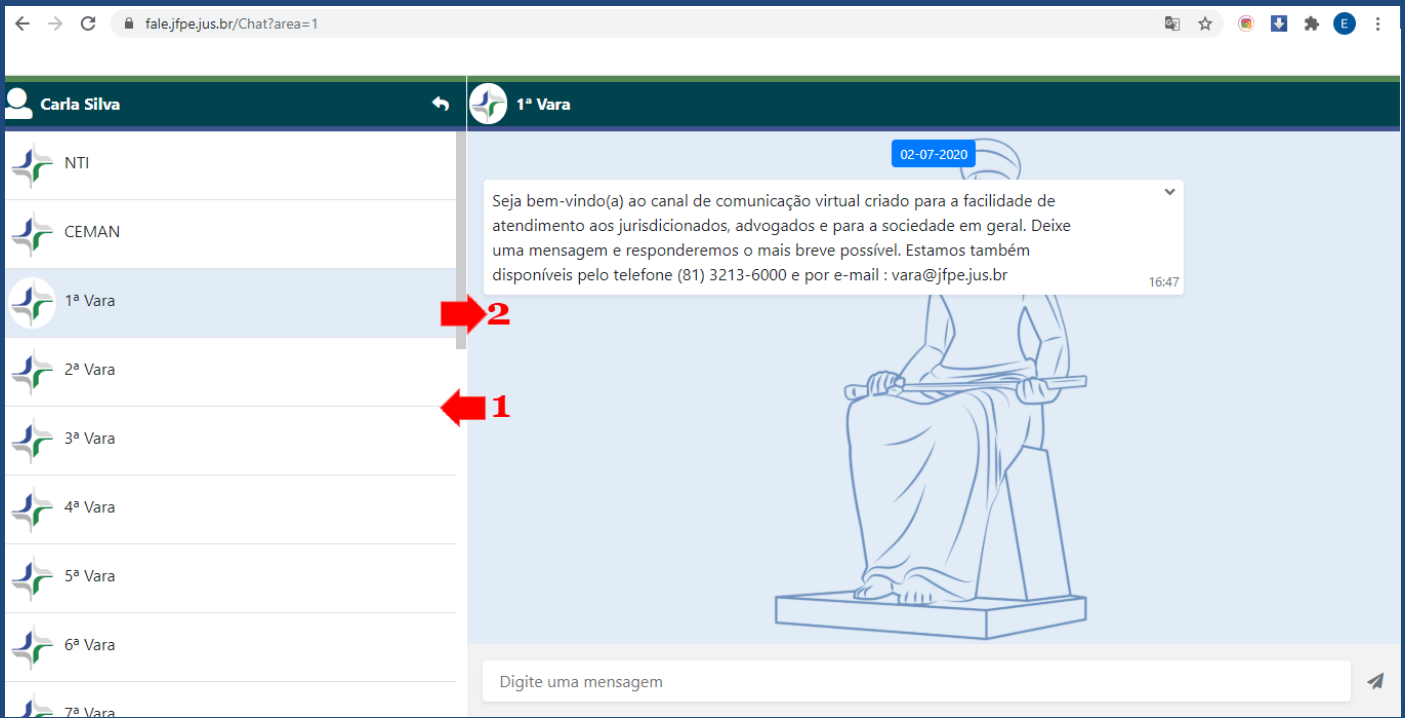 fale.jfpe.jus.br/Chat?area=1
E
Carla Silva
1ª Vara
NTI
CEMAN
1ª Vara
2ª Vara
3ª Vara
4ª Vara
5ª Vara
6ª Vara
7ª Vara
02-07-2020
Seja bem-vindo(a) ao canal de comunicação virtual criado para a facilidade de
atendimento aos jurisdicionados, advogados e para a sociedade em geral. Deixe
uma mensagem e responderemos o mais breve possível. Estamos também
disponíveis pelo telefone (81) 3213-6000 e por e-mail : vara@jfpe.jus.br
16:47
2
1
Digite uma mensagem